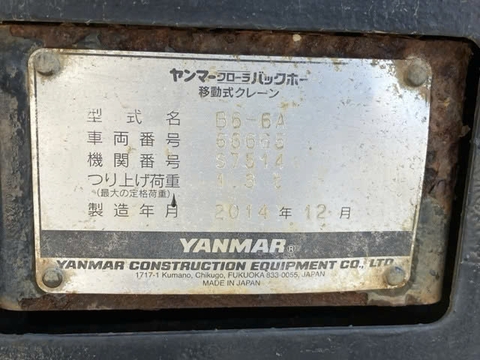 ヤンマークローラバックホー
移動式クレーン
型式名 B6-6A
車両番号
機関番号
つり上げ荷重
(最大の定格荷重)
製造年月 2014年12月
YANMAR®
YANMAR CONSTRUCTION EQUIPMENT CO., LTD.
1717-1 Kumano, Chikugo, FUKUOKA 833-0055, JAPAN
MADE IN JAPAN